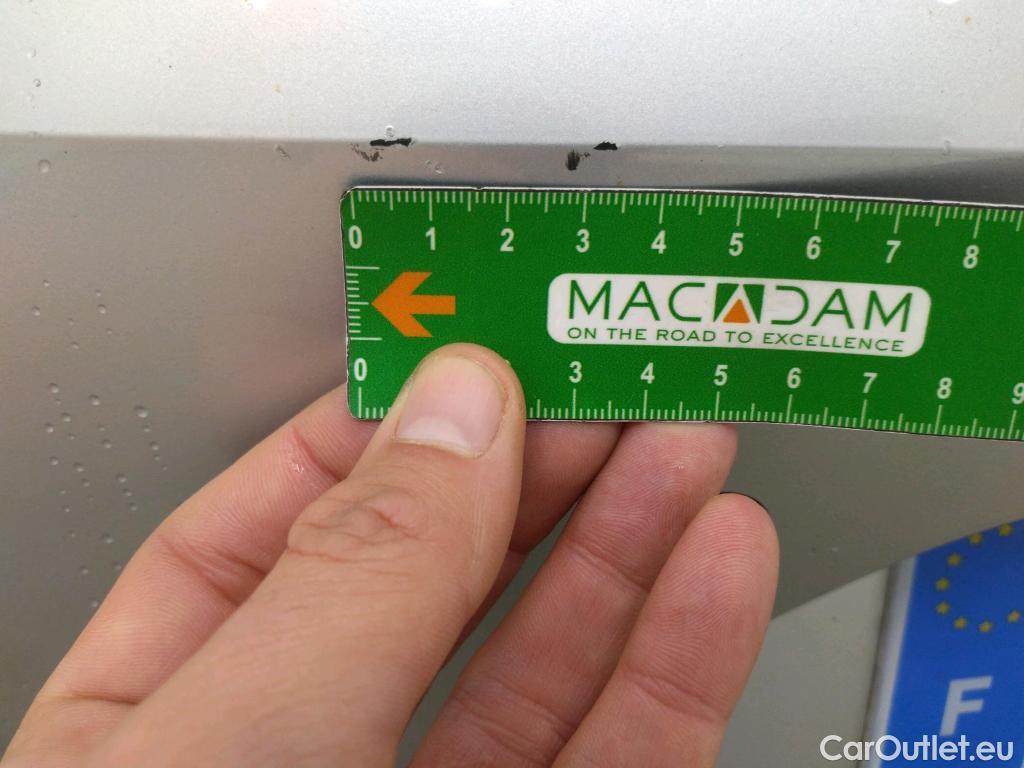 0 1 2 3 4 5 6 7 8
MACADAM
ON THE ROAD TO EXCELLENCE
0 3 4 5 6 7 8 9
F
CarOutlet.eu